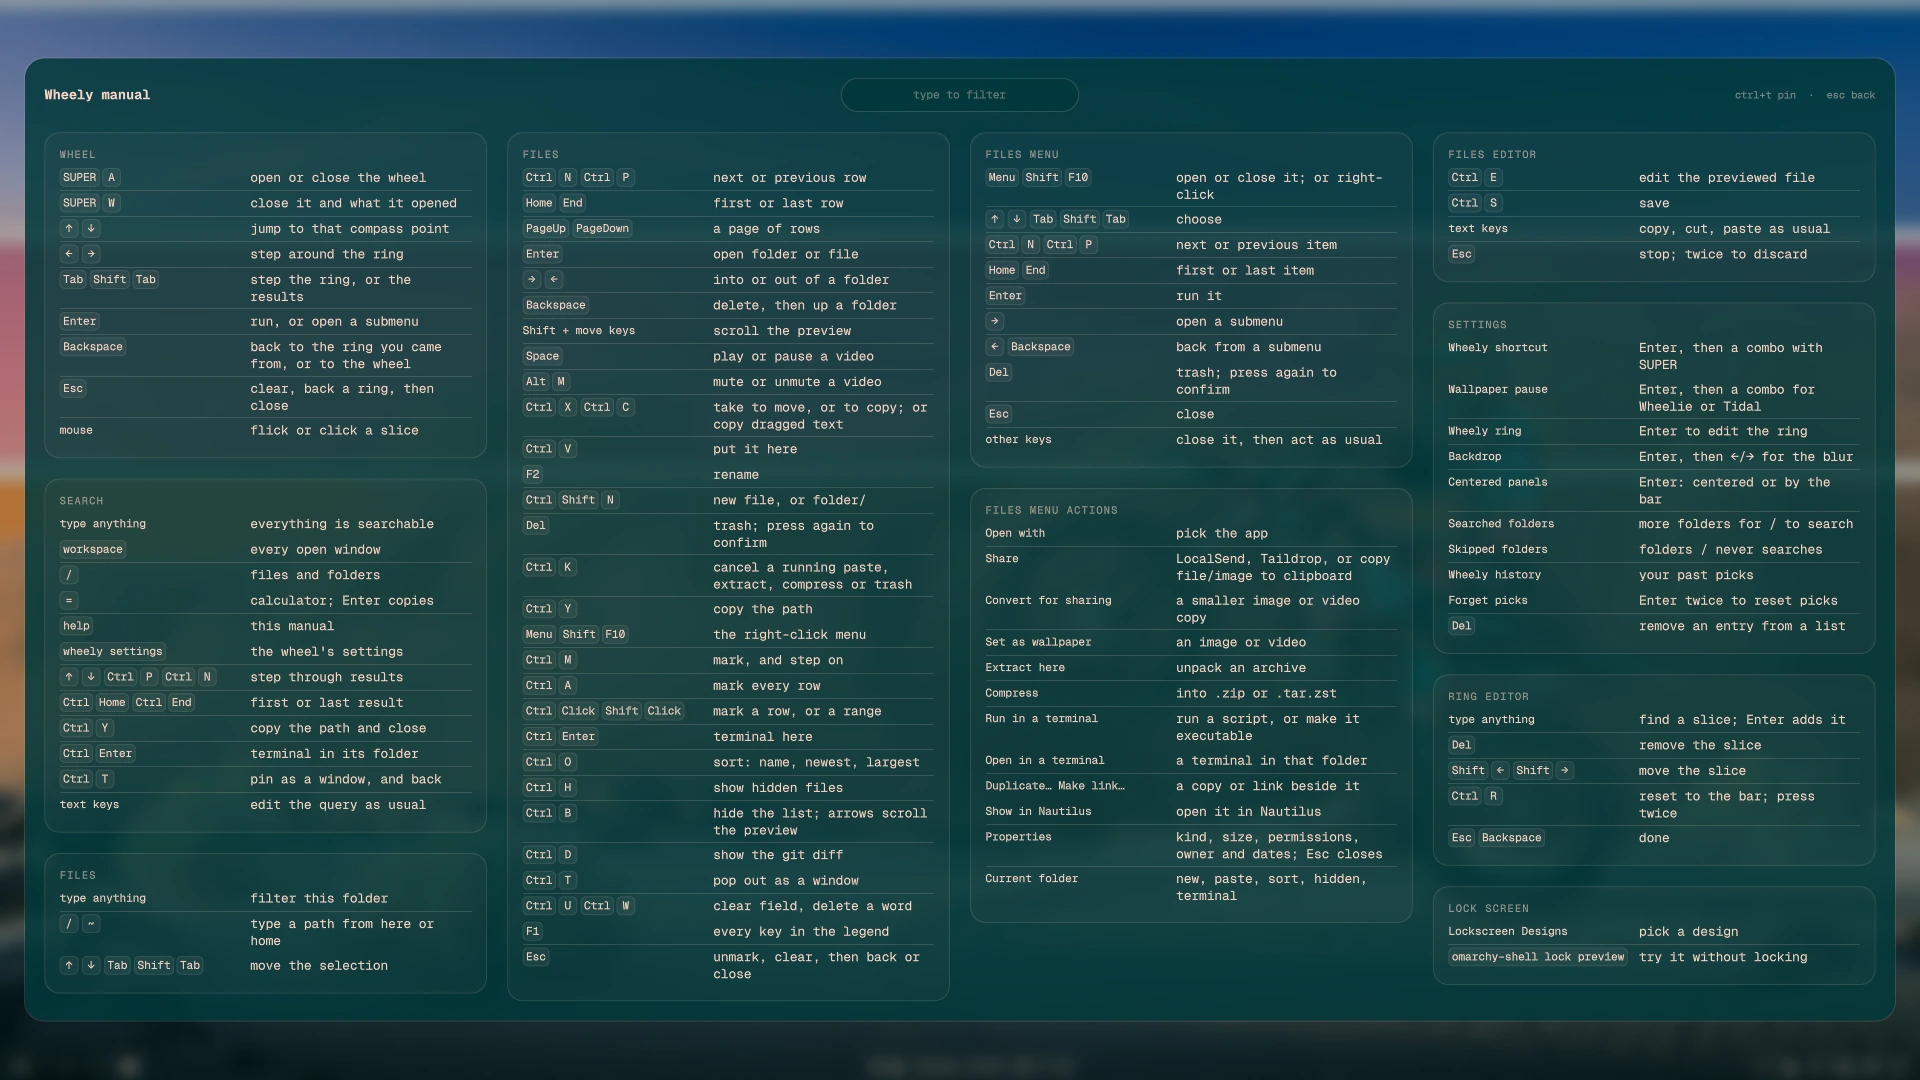 Wheely manual
type to filter
ctrl+t pin · esc back
WHEEL
SUPER A open or close the wheel
SUPER W close it and what it opened
↑ ↓ jump to that compass point
← → step around the ring
Tab Shift Tab step the ring, or the
results
Enter run, or open a submenu
Backspace back to the ring you came
from, or to the wheel
Esc clear, back a ring, then
close
mouse flick or click a slice
SEARCH
type anything everything is searchable
workspace every open window
/ files and folders
= calculator; Enter copies
help this manual
wheely settings the wheel's settings
↑ ↓ Ctrl P Ctrl N step through results
Ctrl Home Ctrl End first or last result
Ctrl Y copy the path and close
Ctrl Enter terminal in its folder
Ctrl T pin as a window, and back
text keys edit the query as usual
FILES
type anything filter this folder
/ ~ type a path from here or
home
↑ ↓ Tab Shift Tab move the selection
FILES
Ctrl N Ctrl P next or previous row
Home End first or last row
PageUp PageDown a page of rows
Enter open folder or file
→ ← into or out of a folder
Backspace delete, then up a folder
Shift + move keys scroll the preview
Space play or pause a video
Alt M mute or unmute a video
Ctrl X Ctrl C take to move, or to copy; or
copy dragged text
Ctrl V put it here
F2 rename
Ctrl Shift N new file, or folder/
Del trash; press again to
confirm
Ctrl K cancel a running paste,
extract, compress or trash
Ctrl Y copy the path
Menu Shift F10 the right-click menu
Ctrl M mark, and step on
Ctrl A mark every row
Ctrl Click Shift Click mark a row, or a range
Ctrl Enter terminal here
Ctrl O sort: name, newest, largest
Ctrl H show hidden files
Ctrl B hide the list; arrows scroll
the preview
Ctrl D show the git diff
Ctrl T pop out as a window
Ctrl U Ctrl W clear field, delete a word
F1 every key in the legend
Esc unmark, clear, then back or
close
FILES MENU
Menu Shift F10 open or close it; or right-
click
↑ ↓ Tab Shift Tab choose
Ctrl N Ctrl P next or previous item
Home End first or last item
Enter run it
→ open a submenu
← Backspace back from a submenu
Del trash; press again to
confirm
Esc close
other keys close it, then act as usual
FILES MENU ACTIONS
Open with pick the app
Share LocalSend, Taildrop, or copy
file/image to clipboard
Convert for sharing a smaller image or video
copy
Set as wallpaper an image or video
Extract here unpack an archive
Compress into .zip or .tar.zst
Run in a terminal run a script, or make it
executable
Open in a terminal a terminal in that folder
Duplicate… Make link… a copy or link beside it
Show in Nautilus open it in Nautilus
Properties kind, size, permissions,
owner and dates; Esc closes
Current folder new, paste, sort, hidden,
terminal
FILES EDITOR
Ctrl E edit the previewed file
Ctrl S save
text keys copy, cut, paste as usual
Esc stop; twice to discard
SETTINGS
Wheely shortcut Enter, then a combo with
SUPER
Wallpaper pause Enter, then a combo for
Wheelie or Tidal
Wheely ring Enter to edit the ring
Backdrop Enter, then ←/→ for the blur
Centered panels Enter: centered or by the
bar
Searched folders more folders for / to search
Skipped folders folders / never searches
Wheely history your past picks
Forget picks Enter twice to reset picks
Del remove an entry from a list
RING EDITOR
type anything find a slice; Enter adds it
Del remove the slice
Shift ← Shift → move the slice
Ctrl R reset to the bar; press
twice
Esc Backspace done
LOCK SCREEN
Lockscreen Designs pick a design
omarchy-shell lock preview try it without locking